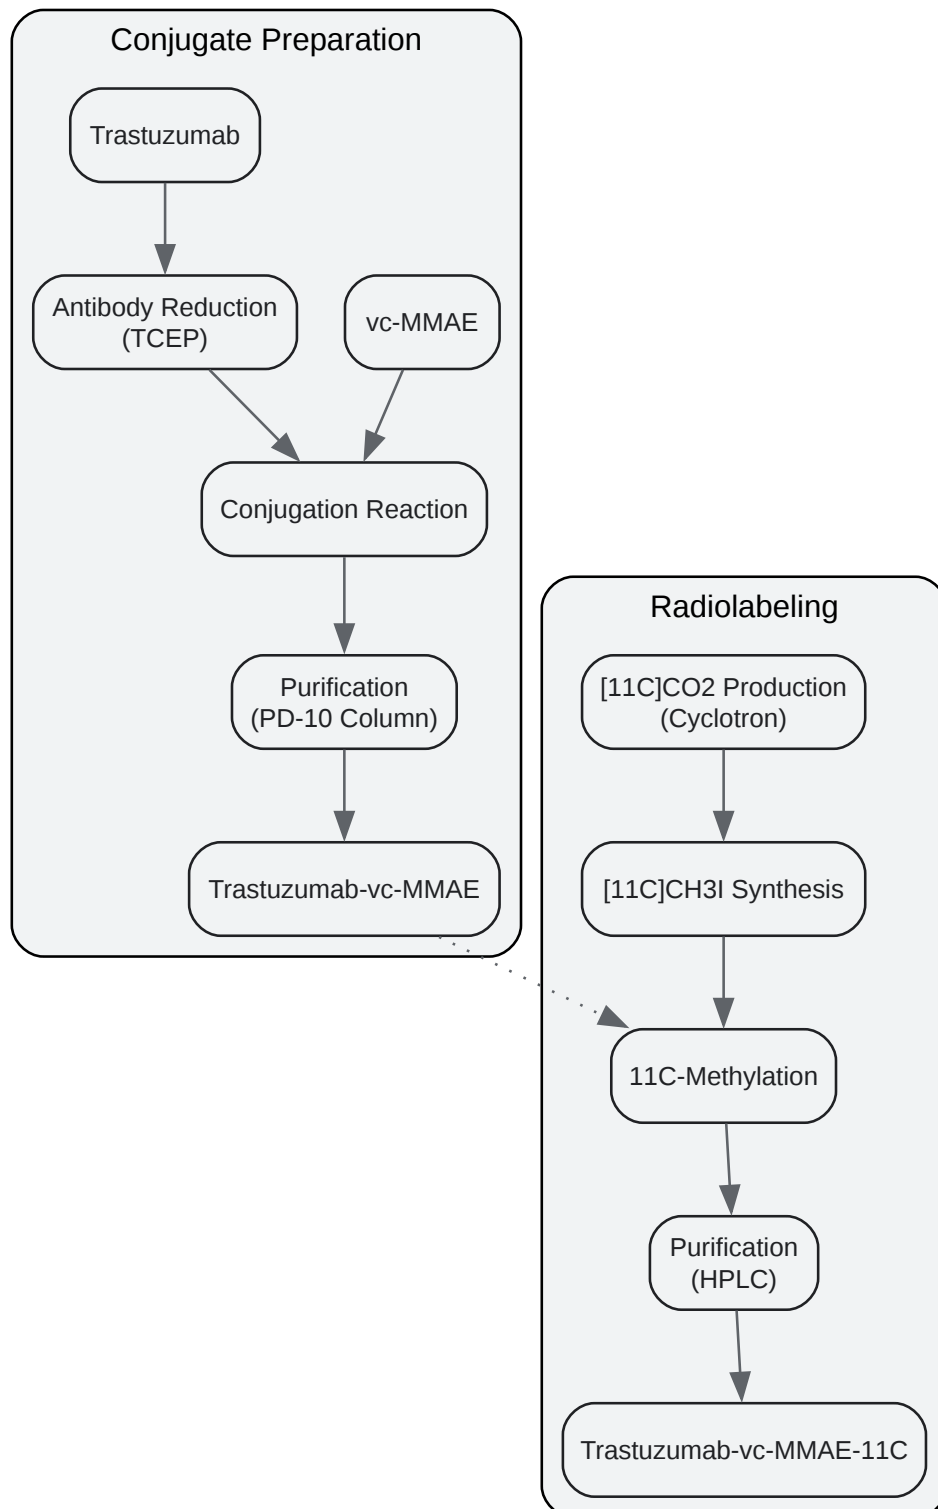 Conjugate Preparation
Trastuzumab
Antibody Reduction
(TCEP)
vc-MMAE
Conjugation Reaction
Purification
(PD-10 Column)
Trastuzumab-vc-MMAE
Radiolabeling
[11C]CO2 Production
(Cyclotron)
[11C]CH3I Synthesis
11C-Methylation
Purification
(HPLC)
Trastuzumab-vc-MMAE-11C